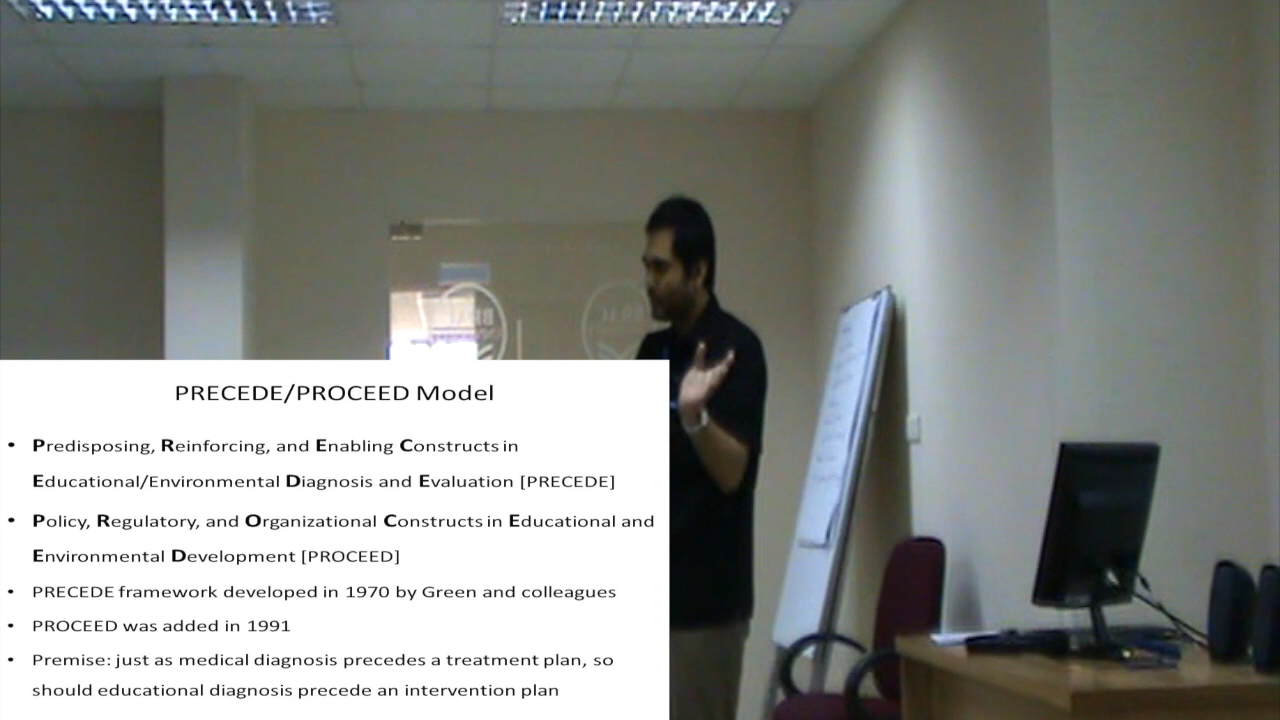 PRECEDE/PROCEED Model
• Predisposing, Reinforcing, and Enabling Constructs in
Educational/Environmental Diagnosis and Evaluation [PRECEDE]
• Policy, Regulatory, and Organizational Constructs in Educational and
Environmental Development [PROCEED]
• PRECEDE framework developed in 1970 by Green and colleagues
• PROCEED was added in 1991
• Premise: just as medical diagnosis precedes a treatment plan, so
should educational diagnosis precede an intervention plan